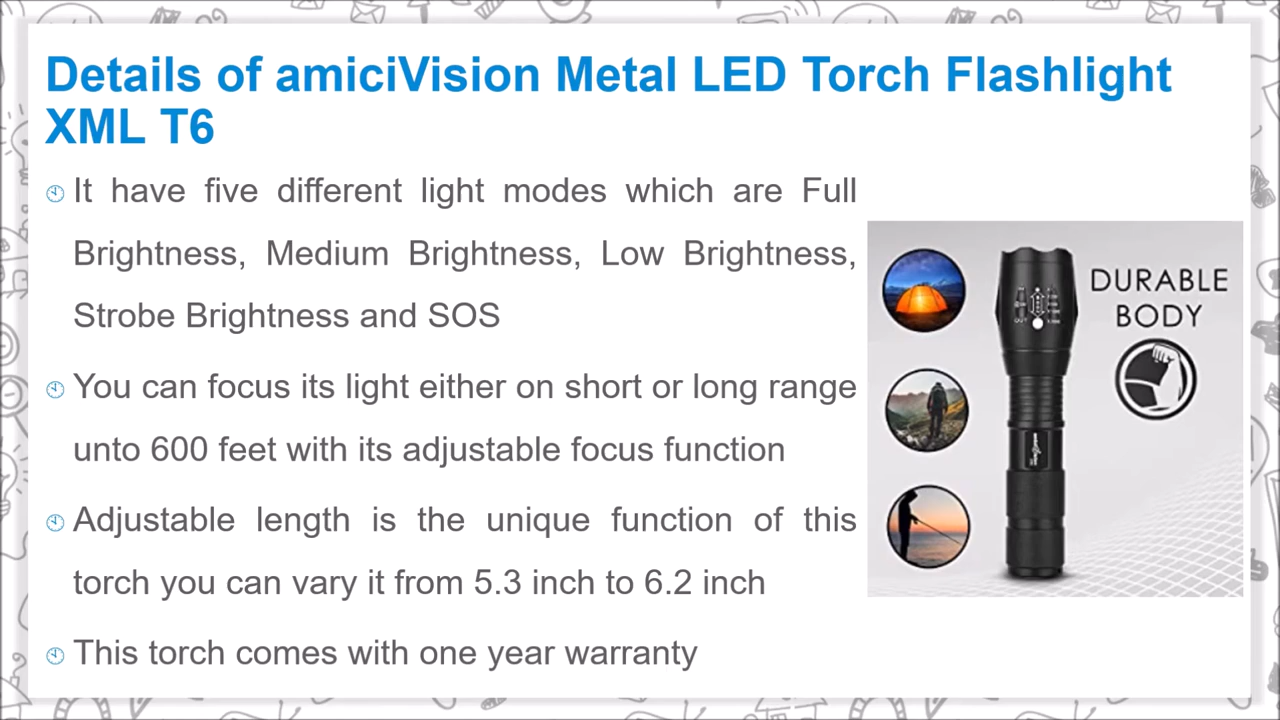 Details of amiciVision Metal LED Torch Flashlight
XML T6
It have five different light modes which are Full
Brightness, Medium Brightness, Low Brightness,
Strobe Brightness and SOS
You can focus its light either on short or long range
unto 600 feet with its adjustable focus function
Adjustable length is the unique function of this
torch you can vary it from 5.3 inch to 6.2 inch
This torch comes with one year warranty
DURABLE
BODY
OUT